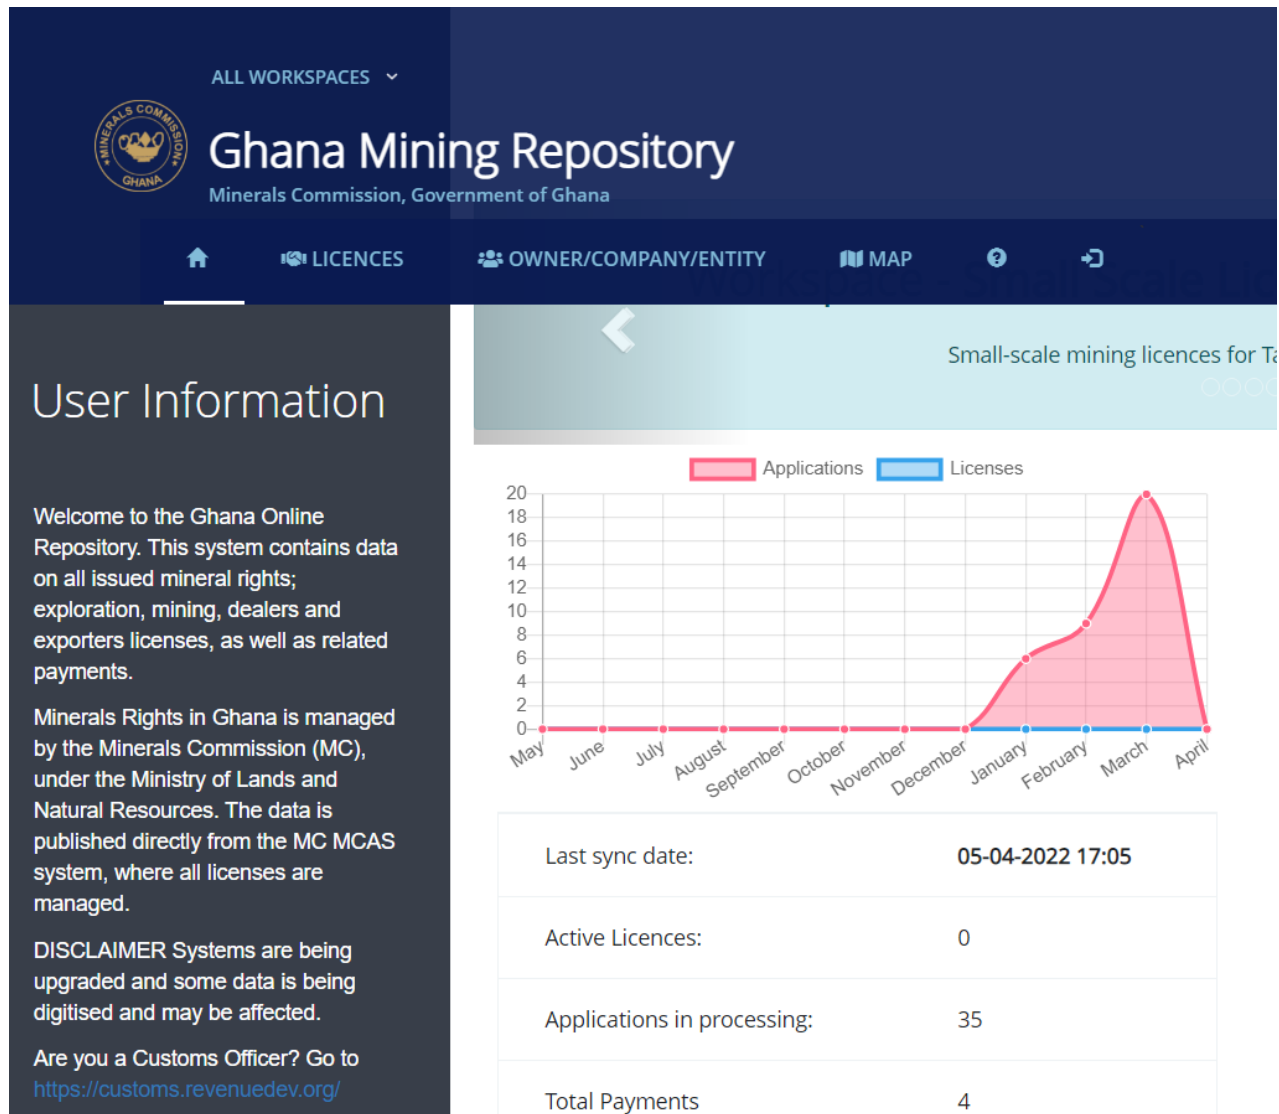 ALL WORKSPACES
MINERALS COMMISSION
GHANA
Ghana Mining Repository
Minerals Commission, Government of Ghana
LICENCES
OWNER/COMPANY/ENTITY
MAP
Workspace - Small Scale
User Information
Small-scale mining licences for Ta
Welcome to the Ghana Online
Repository. This system contains data
on all issued mineral rights;
exploration, mining, dealers and
exporters licenses, as well as related
payments.
Minerals Rights in Ghana is managed
by the Minerals Commission (MC),
under the Ministry of Lands and
Natural Resources. The data is
published directly from the MC MCAS
system, where all licenses are
managed.
DISCLAIMER Systems are being
upgraded and some data is being
digitised and may be affected.
Are you a Customs Officer? Go to
https://customs.revenuedev.org/
Applications Licenses
20
18
16
14
12
10
8
6
4
2
0
May June July August September October November December January February March April
Last sync date: 05-04-2022 17:05
Active Licences: 0
Applications in processing: 35
Total Payments 4